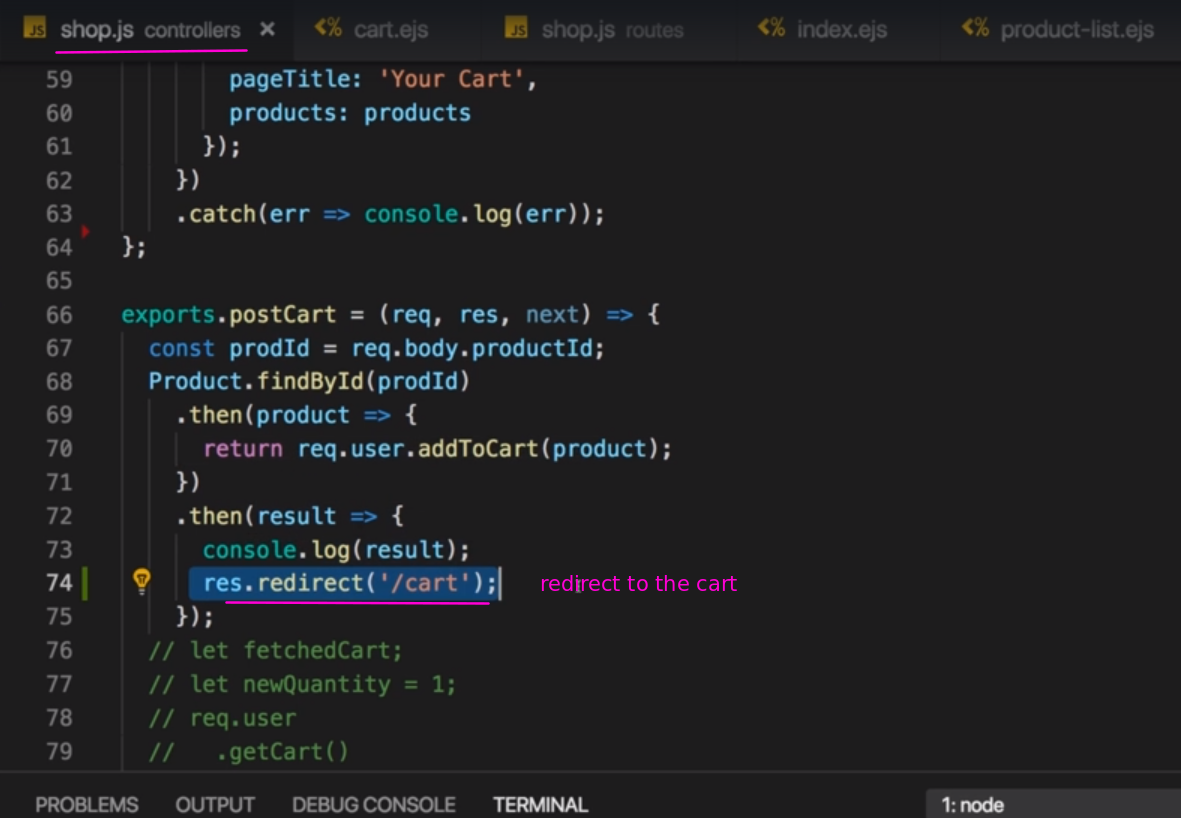 JS shop.js controllers × <% cart.ejs JS shop.js routes <% index.ejs <% product-list.ejs
59 pageTitle: 'Your Cart',
60 products: products
61 });
62 })
63 .catch(err => console.log(err));
64 };
65
66 exports.postCart = (req, res, next) => {
67 const prodId = req.body.productId;
68 Product.findById(prodId)
69 .then(product => {
70 return req.user.addToCart(product);
71 })
72 .then(result => {
73 console.log(result);
74 res.redirect('/cart'); redirect to the cart
75 });
76 // let fetchedCart;
77 // let newQuantity = 1;
78 // req.user
79 //   .getCart()
PROBLEMS OUTPUT DEBUG CONSOLE TERMINAL 1: node